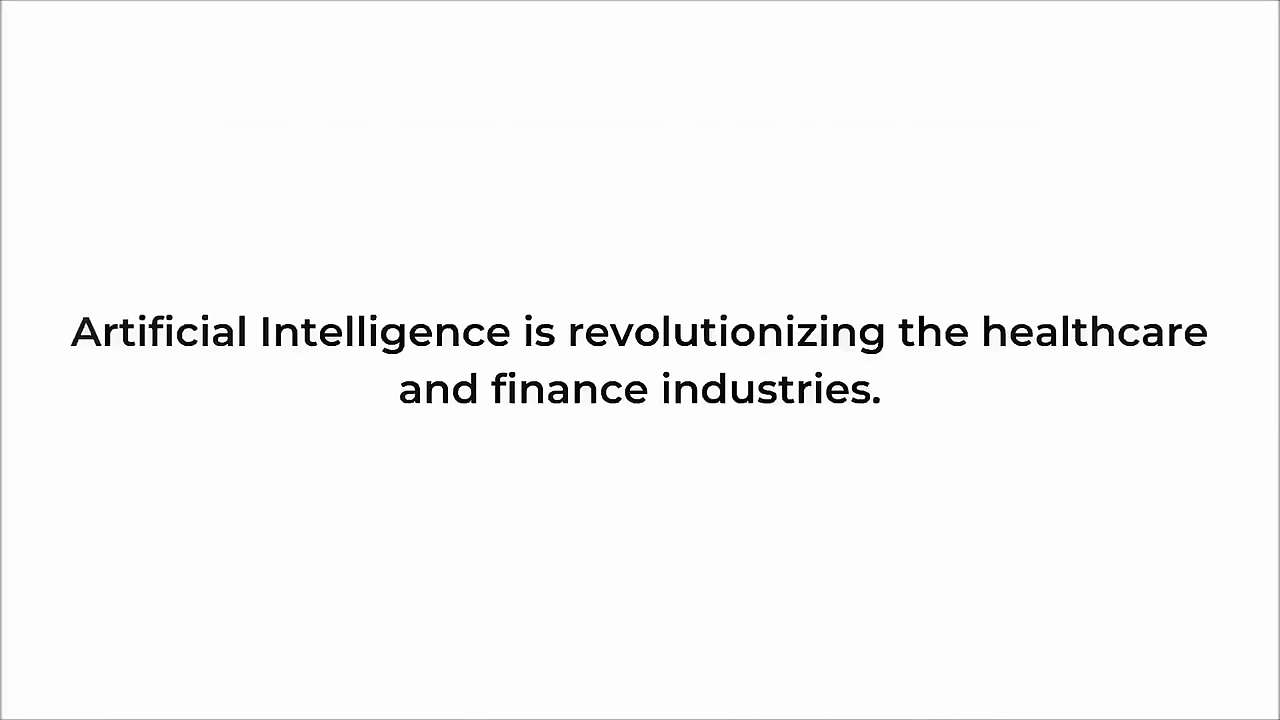 Artificial Intelligence is revolutionizing the healthcare
and finance industries.